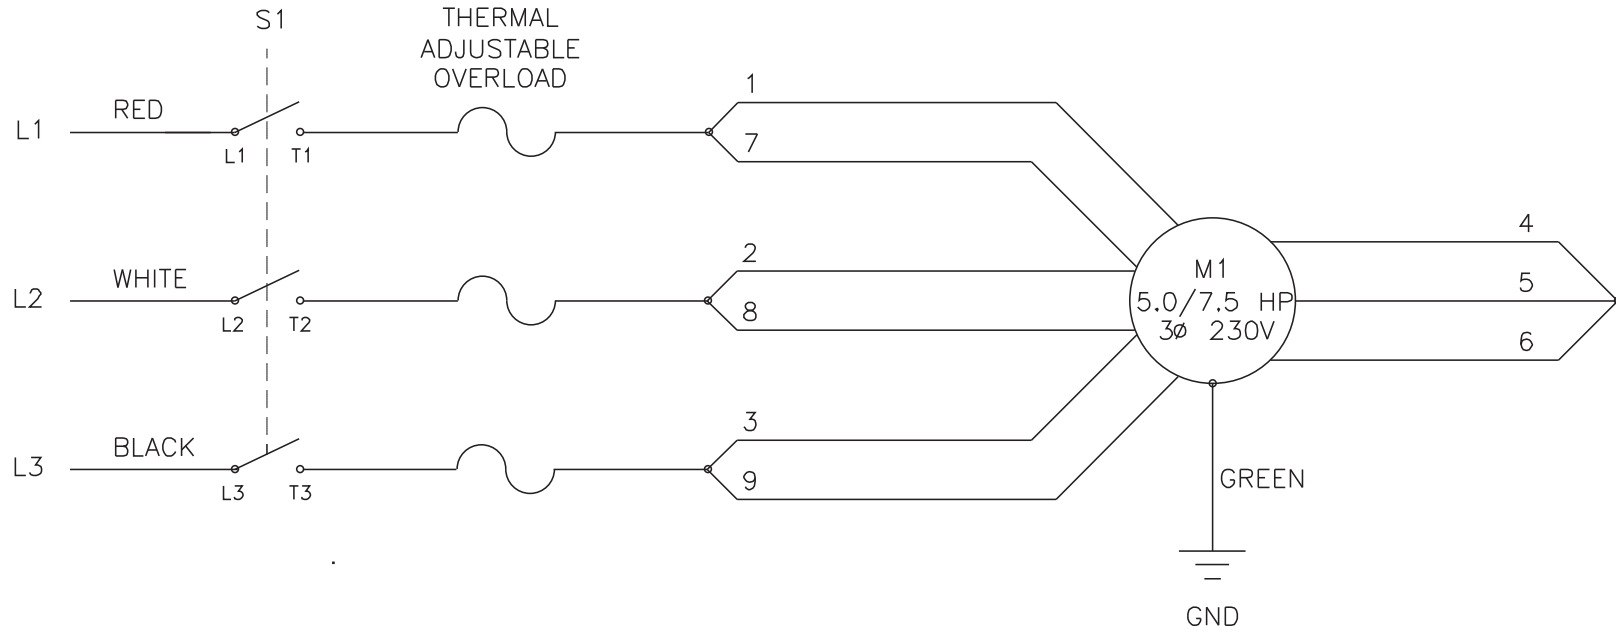 S1
THERMAL
ADJUSTABLE
OVERLOAD
1
RED
L1
L1
T1
7
4
2
M1
WHITE
5
L2
5.0/7.5 HP
8
L2
T2
3ø 230V
6
3
BLACK
L3
9
GREEN
L3
T3
GND